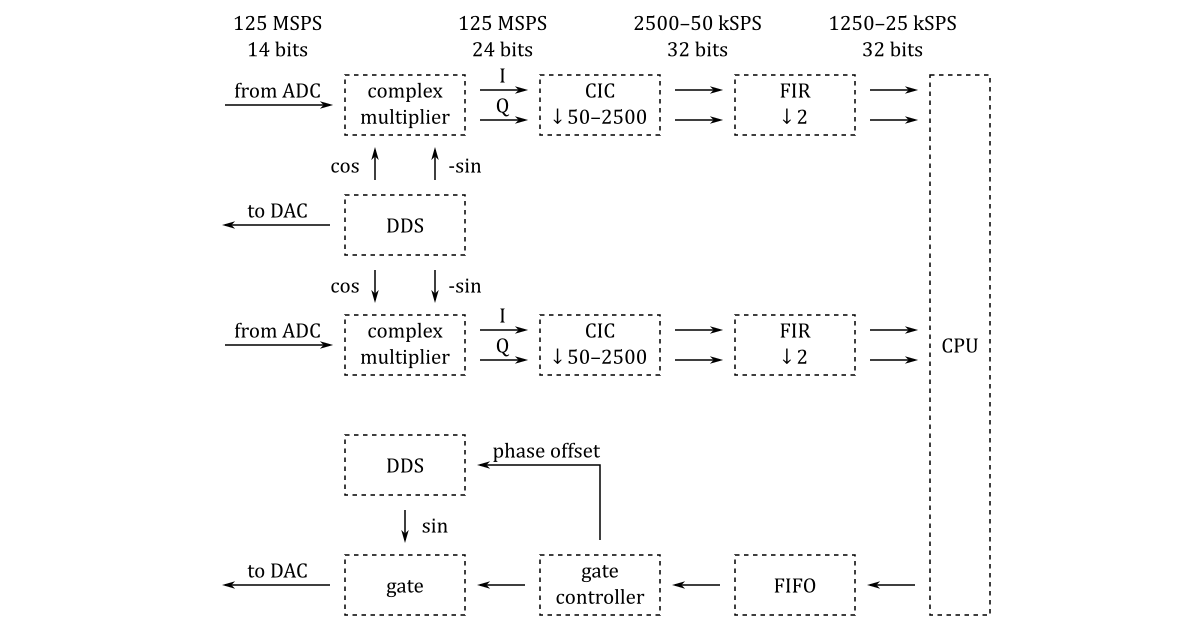 125 MSPS
14 bits
125 MSPS
24 bits
2500–50 kSPS
32 bits
1250–25 kSPS
32 bits
from ADC
complex
multiplier
I
Q
CIC
↓50–2500
FIR
↓2
cos
-sin
to DAC
DDS
cos
-sin
from ADC
complex
multiplier
I
Q
CIC
↓50–2500
FIR
↓2
CPU
DDS
phase offset
sin
to DAC
gate
gate
controller
FIFO